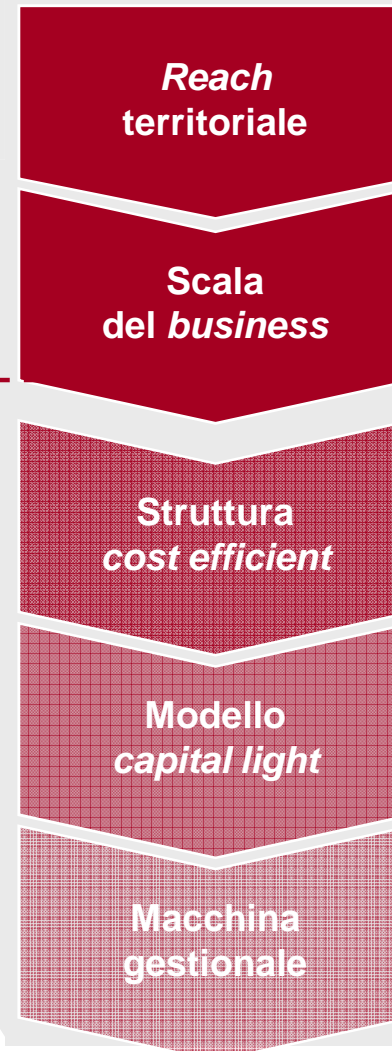 Reach
territoriale
Scala
del business
Struttura
cost efficient
Modello
capital light
Macchina
gestionale